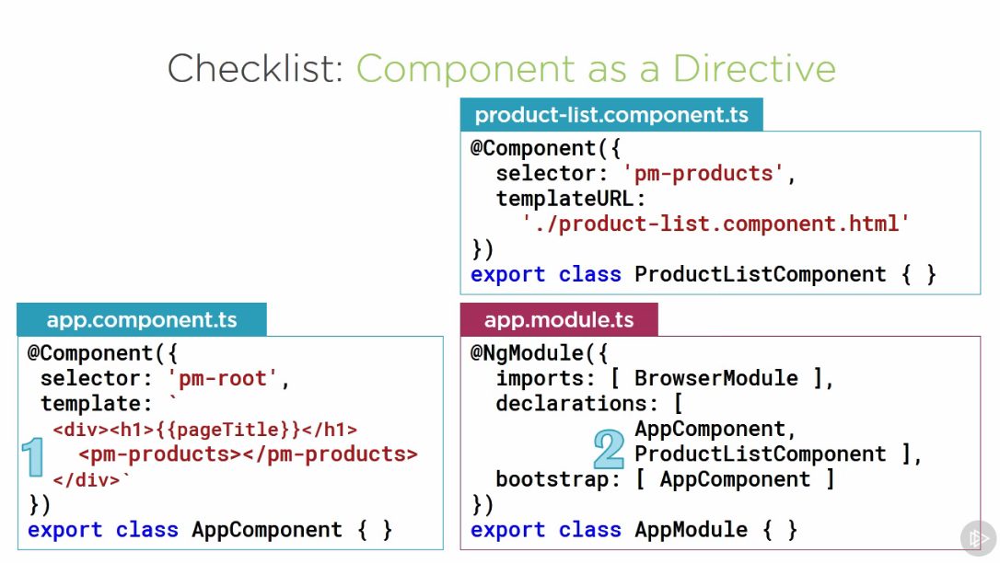 Checklist: Component as a Directive
product-list.component.ts
@Component({
selector: 'pm-products',
templateURL:
'./product-list.component.html'
})
export class ProductListComponent { }
app.component.ts
@Component({
selector: 'pm-root',
template: `
<div><h1>{{pageTitle}}</h1>
1
<pm-products></pm-products>
</div>`
})
export class AppComponent { }
app.module.ts
@NgModule({
imports: [ BrowserModule ],
declarations: [
AppComponent,
2
ProductListComponent ],
bootstrap: [ AppComponent ]
})
export class AppModule { }